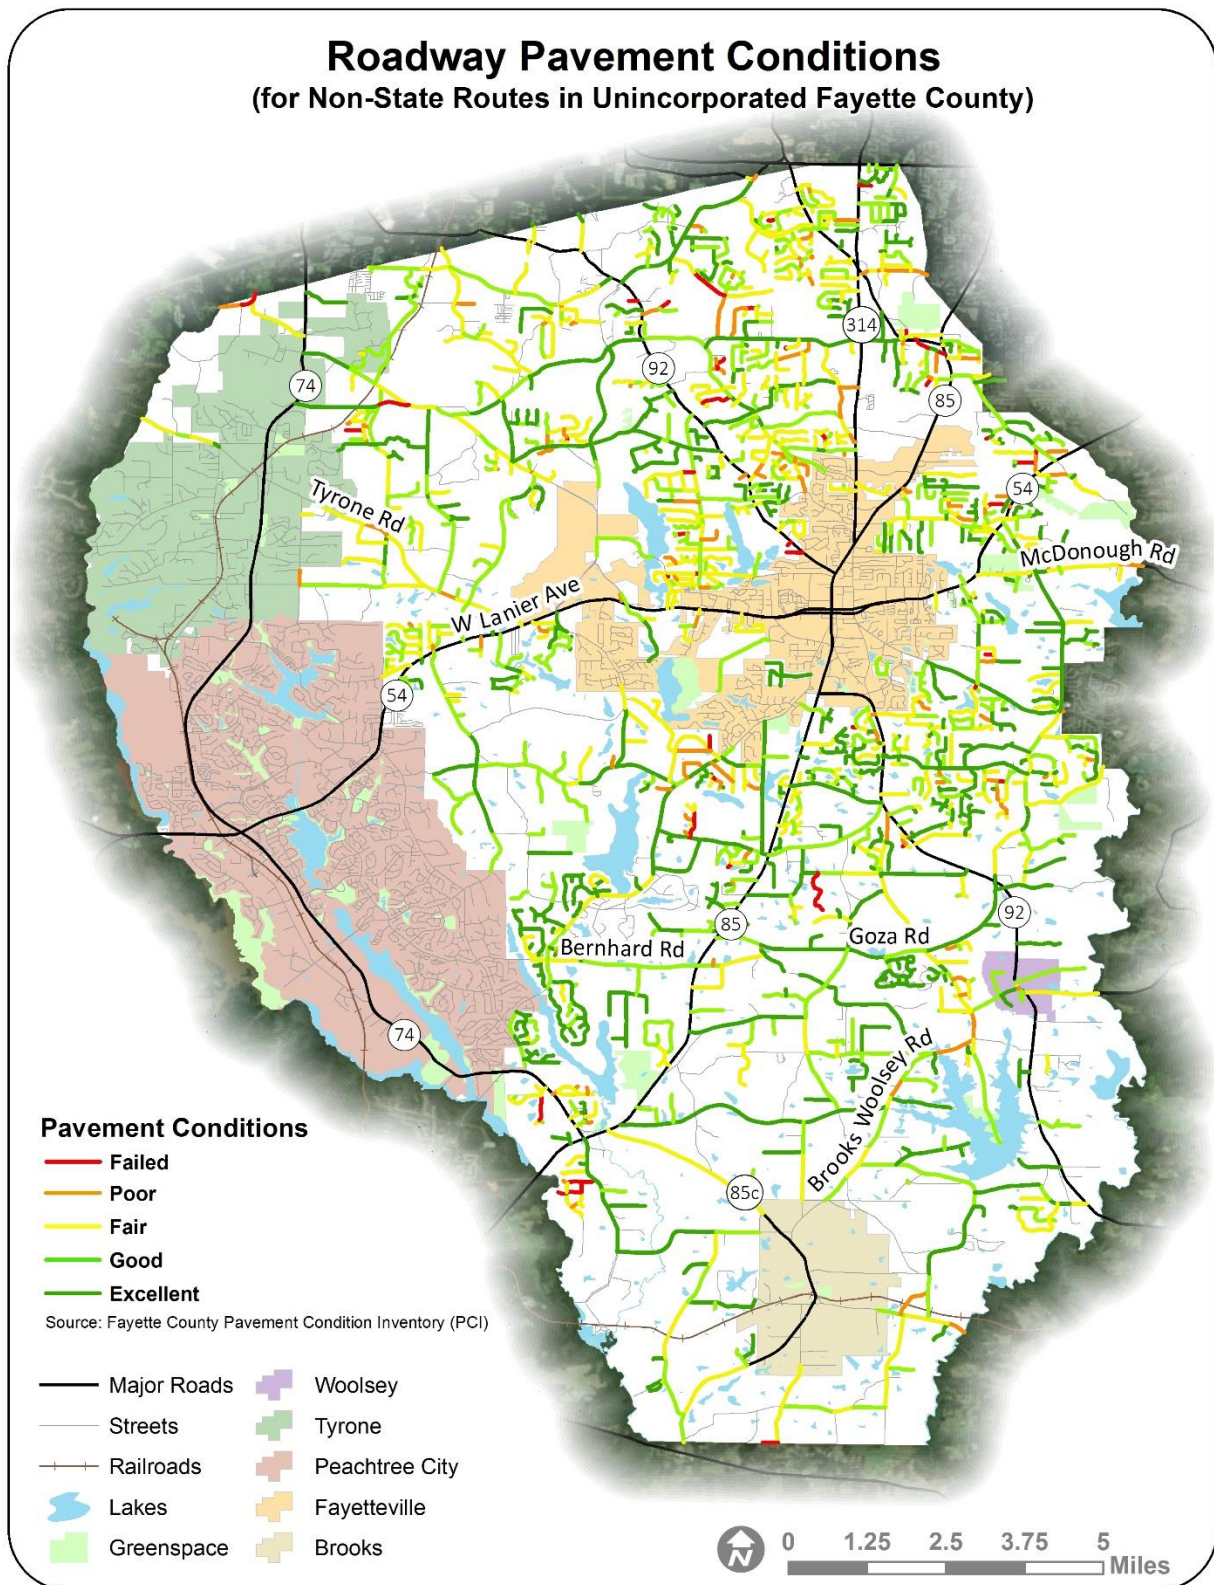 Roadway Pavement Conditions
(for Non-State Routes in Unincorporated Fayette County)
314
92
74
85
54
Tyrone Rd
McDonough Rd
W Lanier Ave
54
92
85
Goza Rd
Bernhard Rd
74
Brooks Woolsey Rd
85c
Pavement Conditions
Failed
Poor
Fair
Good
Excellent
Source: Fayette County Pavement Condition Inventory (PCI)
Major Roads
Streets
Railroads
Lakes
Greenspace
Woolsey
Tyrone
Peachtree City
Fayetteville
Brooks
N
0 1.25 2.5 3.75 5
Miles